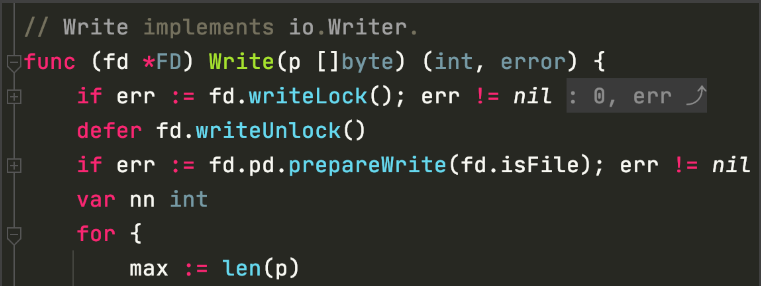 // Write implements io.Writer.
func (fd *FD) Write(p []byte) (int, error) {
if err := fd.writeLock(); err != nil : 0, err ⤴
defer fd.writeUnlock()
if err := fd.pd.prepareWrite(fd.isFile); err != nil
var nn int
for {
max := len(p)